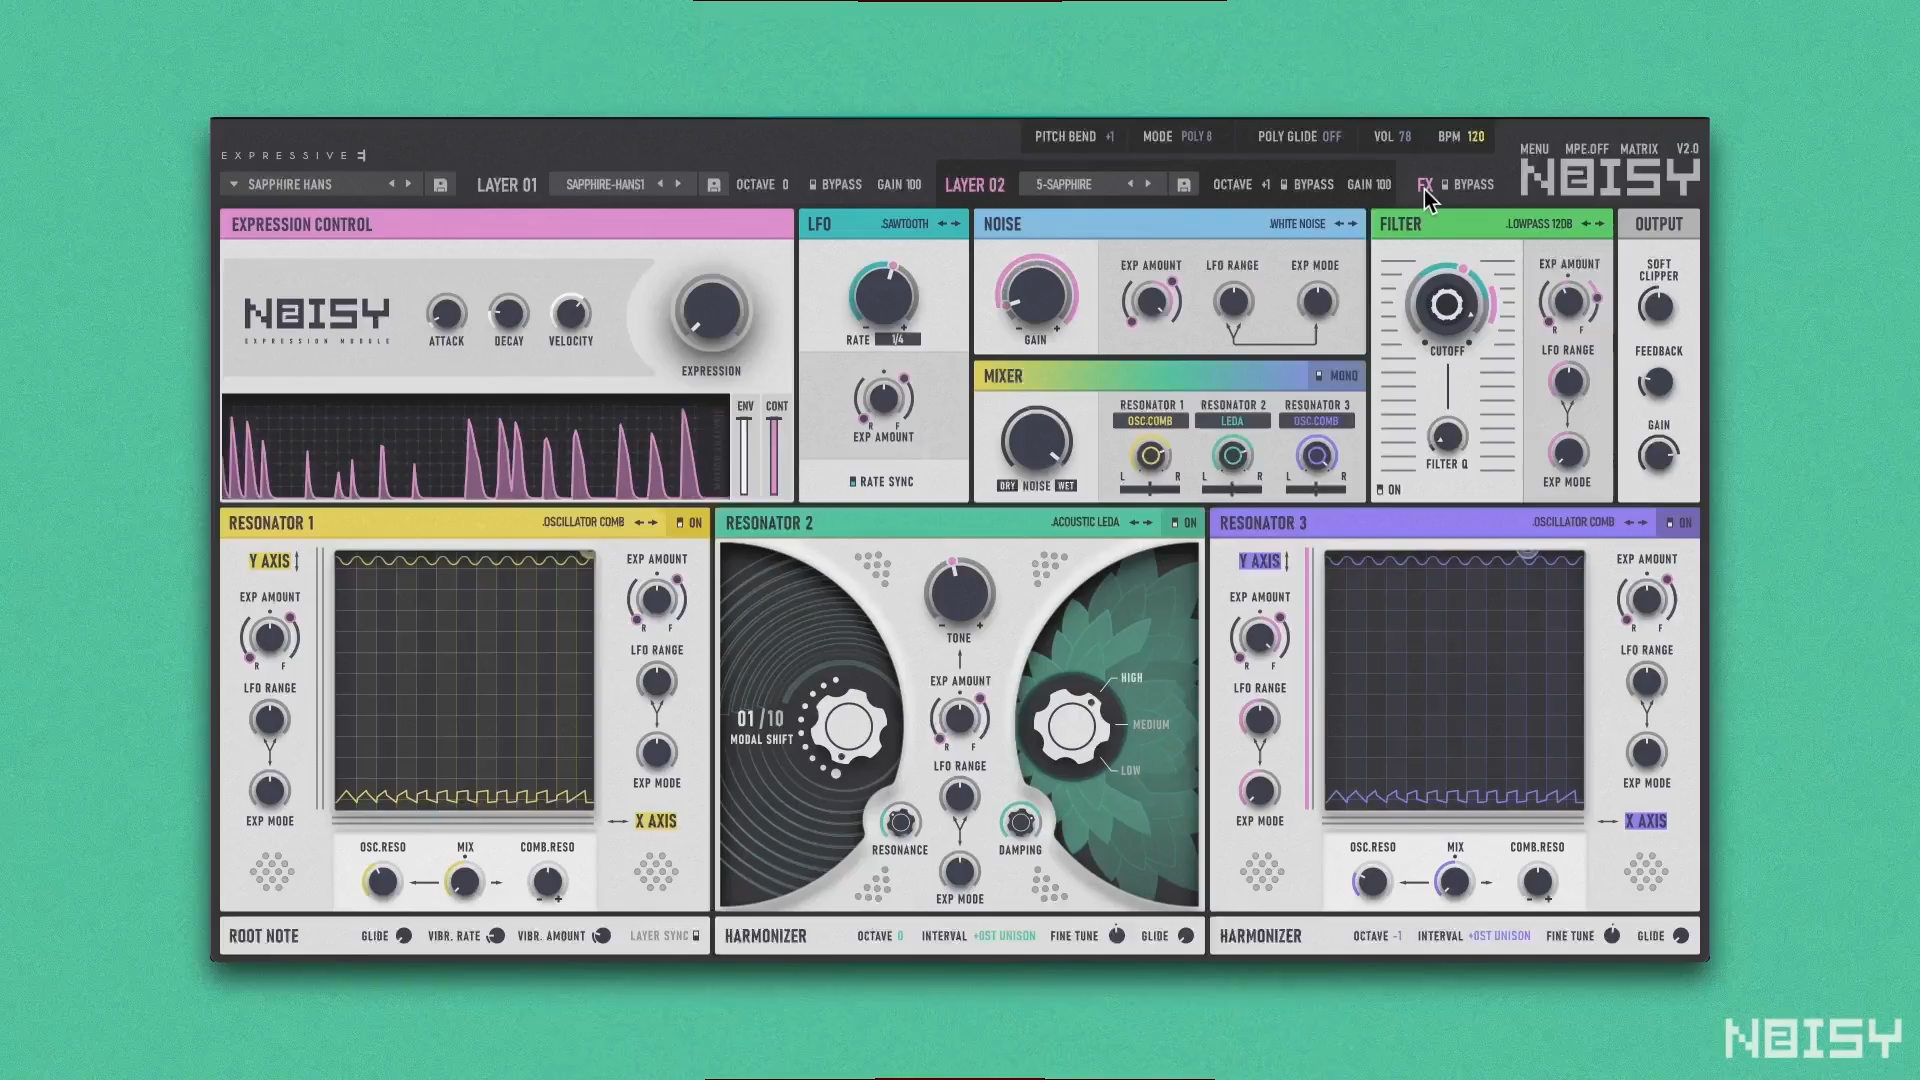 PITCH BEND +1 MODE POLY 8 POLY GLIDE OFF VOL 78 BPM 120
EXPRESSIVE E
MENU MPE.OFF MATRIX V2.0
NOISY
SAPPHIRE HANS LAYER 01 SAPPHIRE-HANS1 OCTAVE 0 BYPASS GAIN 100 LAYER 02 5-SAPPHIRE OCTAVE +1 BYPASS GAIN 100 FX BYPASS
EXPRESSION CONTROL
NOISY
EXPRESSION MODULE
ATTACK DECAY VELOCITY
EXPRESSION
ENV CONT
LFO .SAWTOOTH
- +
RATE 1/4
R F
EXP AMOUNT
RATE SYNC
NOISE .WHITE NOISE
EXP AMOUNT LFO RANGE EXP MODE
- +
GAIN
MIXER MONO
RESONATOR 1 RESONATOR 2 RESONATOR 3
OSC.COMB LEDA OSC.COMB
L R L R L R
DRY NOISE WET
FILTER .LOWPASS 12DB
EXP AMOUNT
R F
CUTOFF
LFO RANGE
FILTER Q
EXP MODE
ON
OUTPUT
SOFT
CLIPPER
FEEDBACK
GAIN
RESONATOR 1 .OSCILLATOR COMB ON
Y AXIS
EXP AMOUNT
R F
LFO RANGE
EXP MODE
EXP AMOUNT
R F
LFO RANGE
EXP MODE
X AXIS
OSC.RESO MIX COMB.RESO
- +
RESONATOR 2 .ACOUSTIC LEDA ON
- +
TONE
HIGH
EXP AMOUNT
01/10
MODAL SHIFT
MEDIUM
R F
LFO RANGE
LOW
RESONANCE DAMPING
EXP MODE
RESONATOR 3 .OSCILLATOR COMB ON
Y AXIS
EXP AMOUNT
R F
LFO RANGE
EXP MODE
EXP AMOUNT
R F
LFO RANGE
EXP MODE
X AXIS
OSC.RESO MIX COMB.RESO
- +
ROOT NOTE GLIDE VIBR. RATE VIBR. AMOUNT LAYER SYNC
HARMONIZER OCTAVE 0 INTERVAL +0ST UNISON FINE TUNE GLIDE
HARMONIZER OCTAVE -1 INTERVAL +0ST UNISON FINE TUNE GLIDE
NOISY